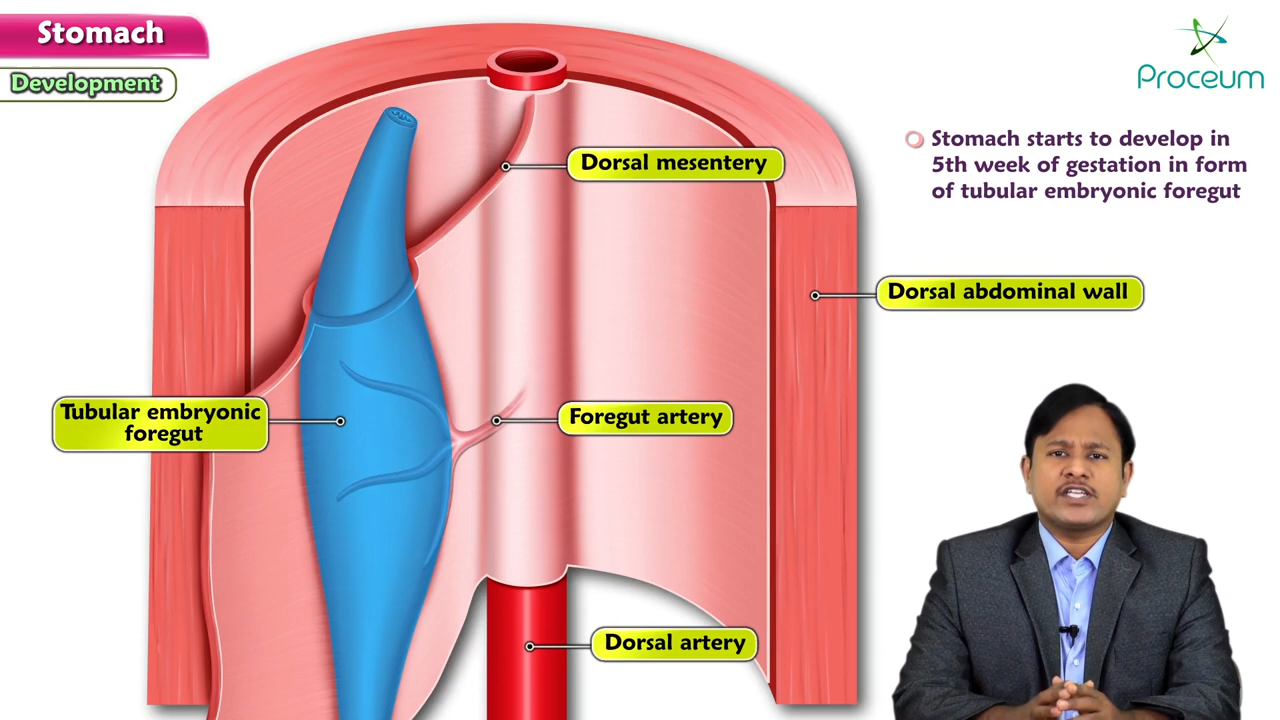 Stomach
Development
Proceum
Stomach starts to develop in
5th week of gestation in form
of tubular embryonic foregut
Dorsal mesentery
Dorsal abdominal wall
Tubular embryonic
foregut
Foregut artery
Dorsal artery